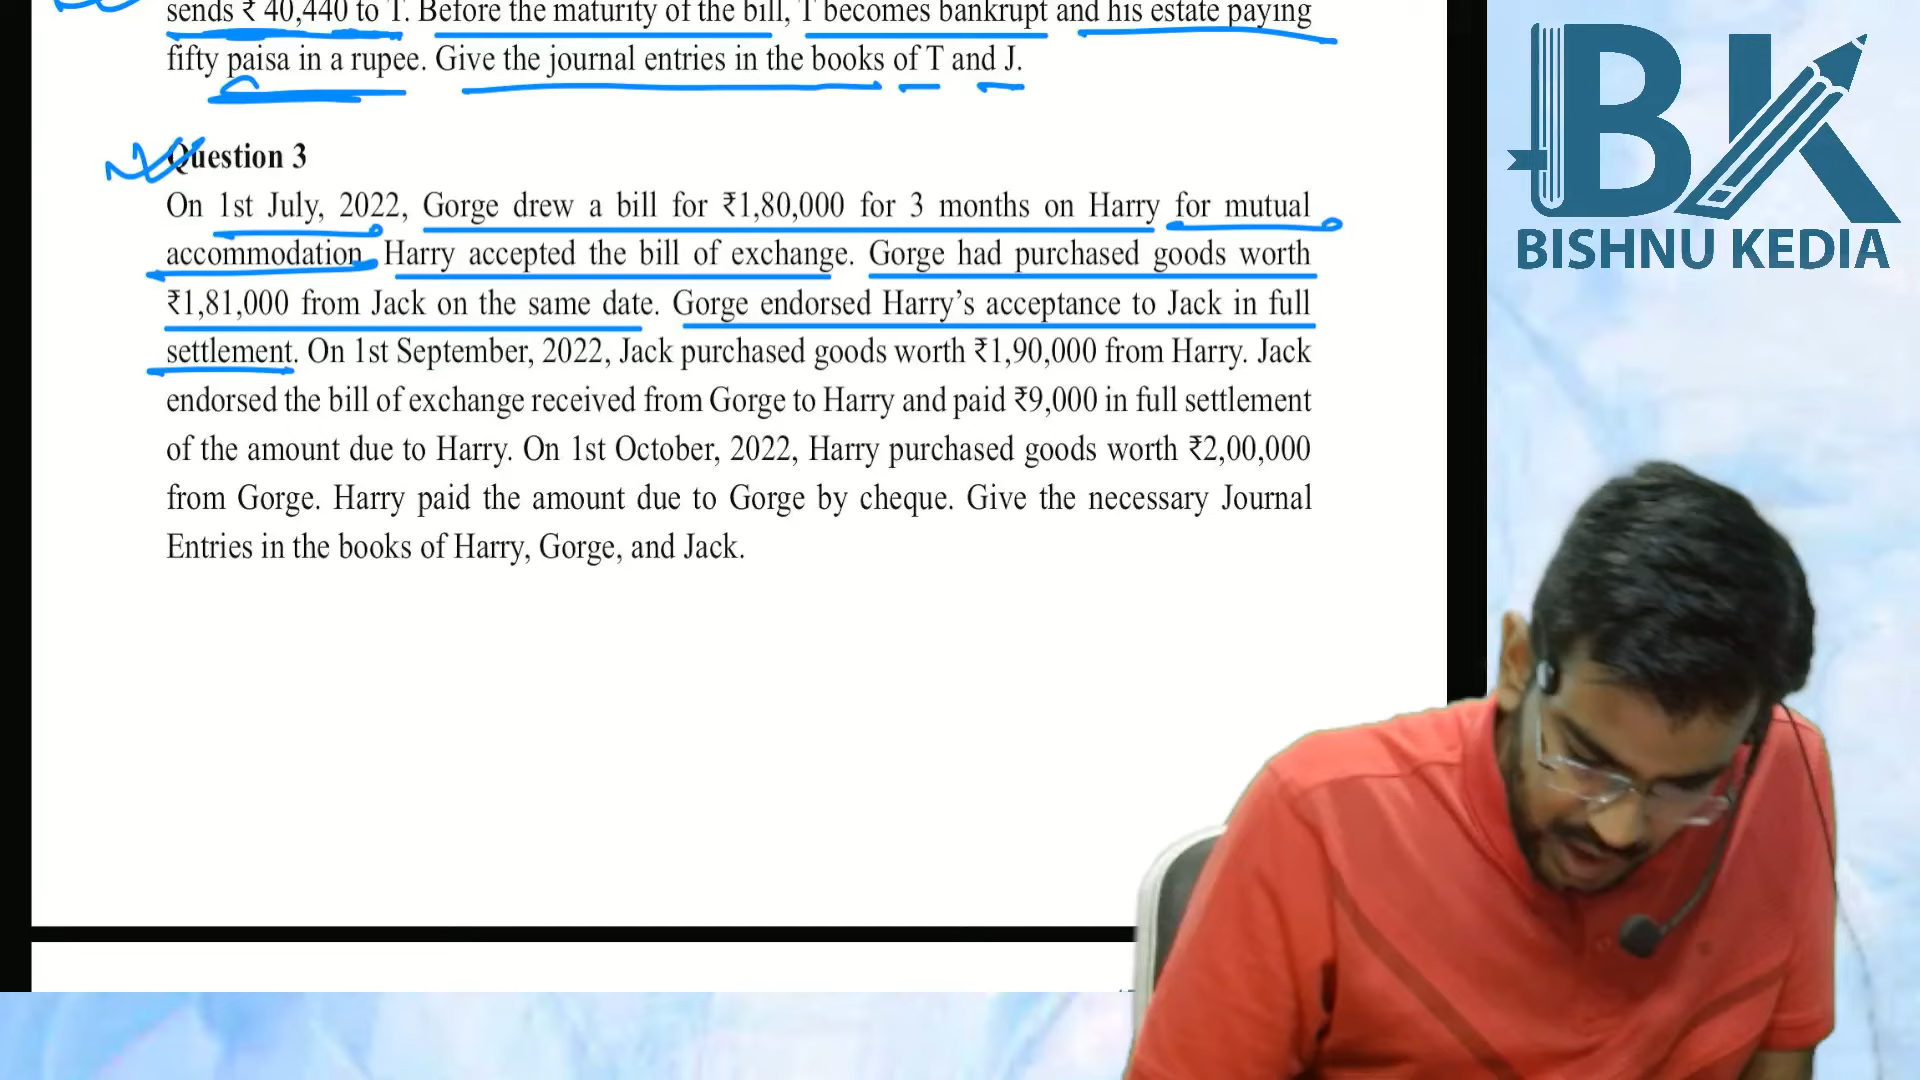 sends ₹ 40,440 to T. Before the maturity of the bill, T becomes bankrupt and his estate paying
fifty paisa in a rupee. Give the journal entries in the books of T and J.
Question 3
On 1st July, 2022, Gorge drew a bill for ₹1,80,000 for 3 months on Harry for mutual
accommodation. Harry accepted the bill of exchange. Gorge had purchased goods worth
₹1,81,000 from Jack on the same date. Gorge endorsed Harry’s acceptance to Jack in full
settlement. On 1st September, 2022, Jack purchased goods worth ₹1,90,000 from Harry. Jack
endorsed the bill of exchange received from Gorge to Harry and paid ₹9,000 in full settlement
of the amount due to Harry. On 1st October, 2022, Harry purchased goods worth ₹2,00,000
from Gorge. Harry paid the amount due to Gorge by cheque. Give the necessary Journal
Entries in the books of Harry, Gorge, and Jack.
BK
BISHNU KEDIA